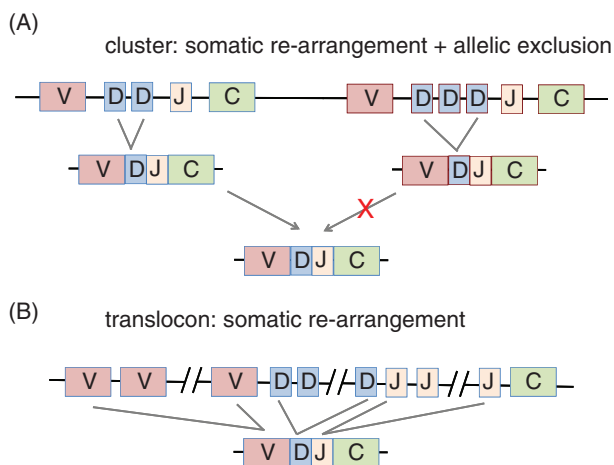 (A)
cluster: somatic re-arrangement + allelic exclusion
V D D J C V D D D J C
V D J C V D J C
X
V D J C
(B)
translocon: somatic re-arrangement
V V // V D D // D J J // J C
V D J C